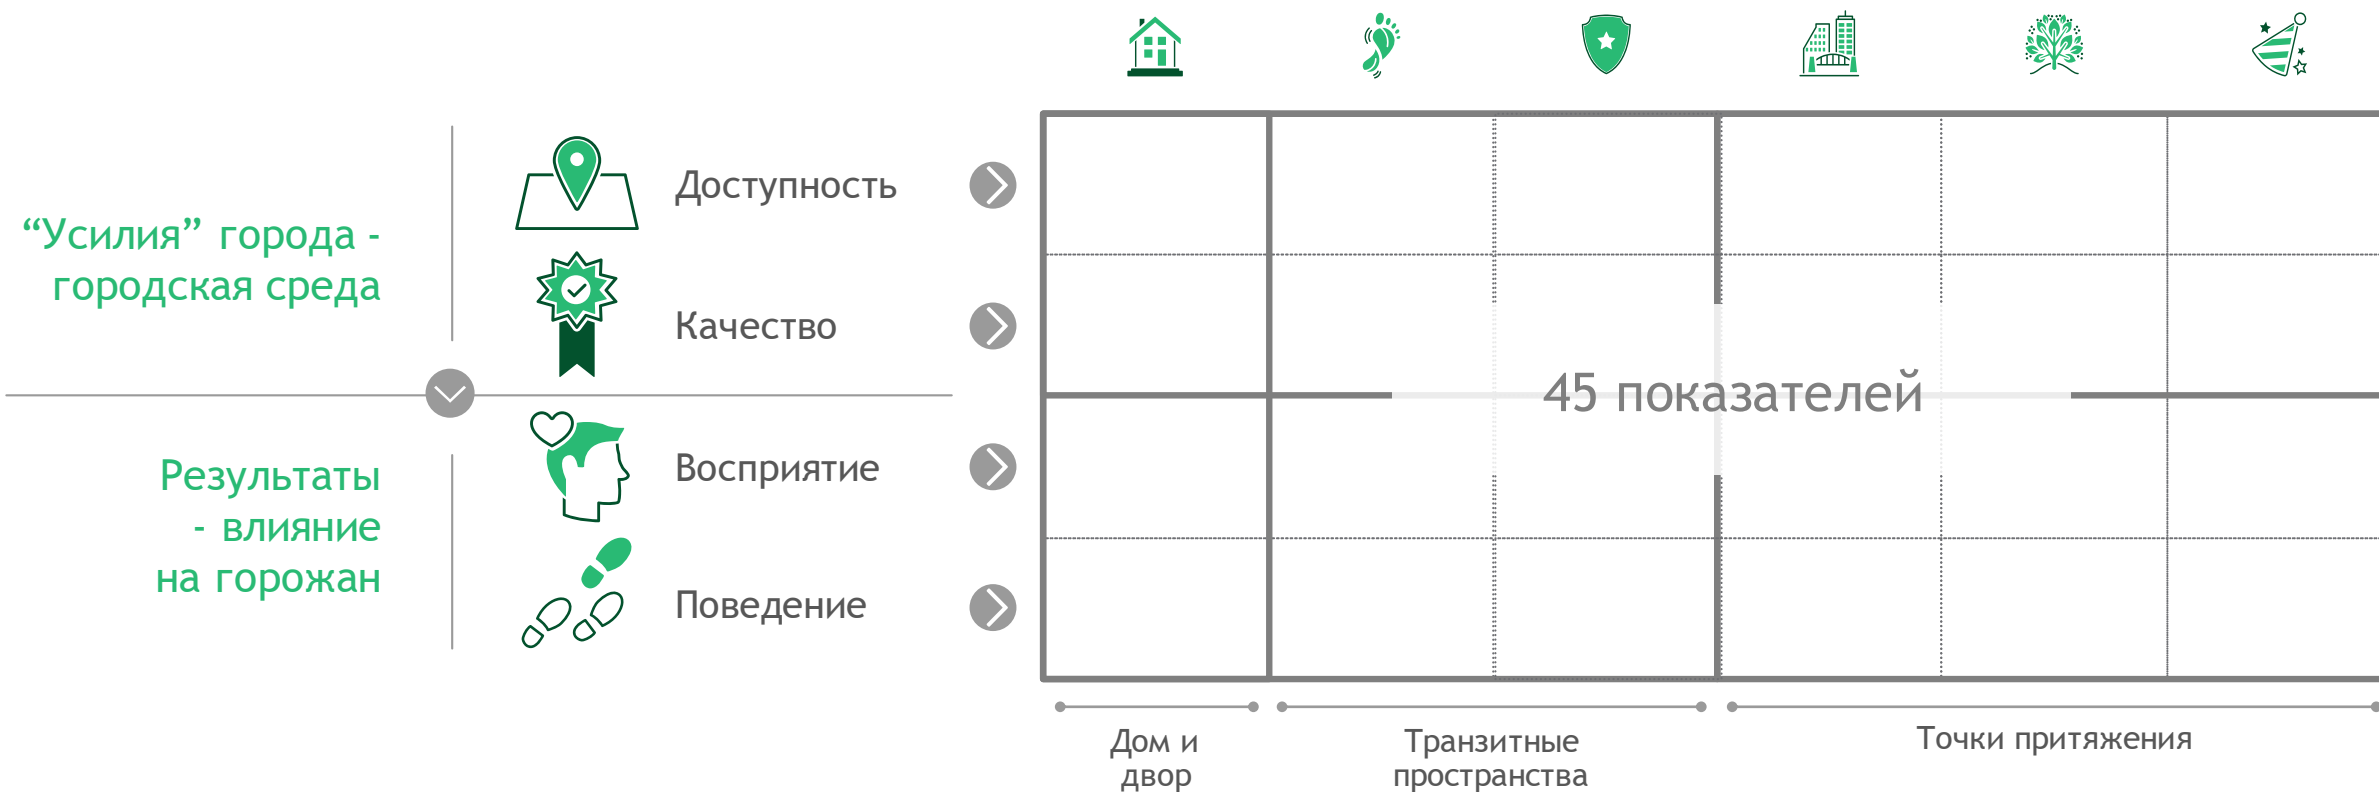 “Усилия” города -
городская среда
Результаты
- влияние
на горожан
Доступность
Качество
Восприятие
Поведение
45 показателей
Дом и
двор
Транзитные
пространства
Точки притяжения